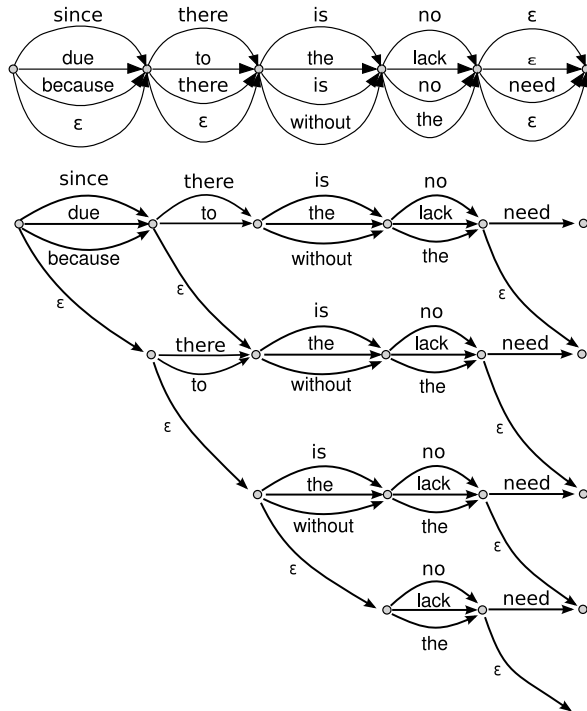 since there is no ε
due to the lack ε
because there is no need
ε ε without the ε
since there is no
due to the lack need
because without the
ε ε is no ε
there the lack need
to without the
ε is no
the lack need
without the
ε ε
no
lack need
the
ε